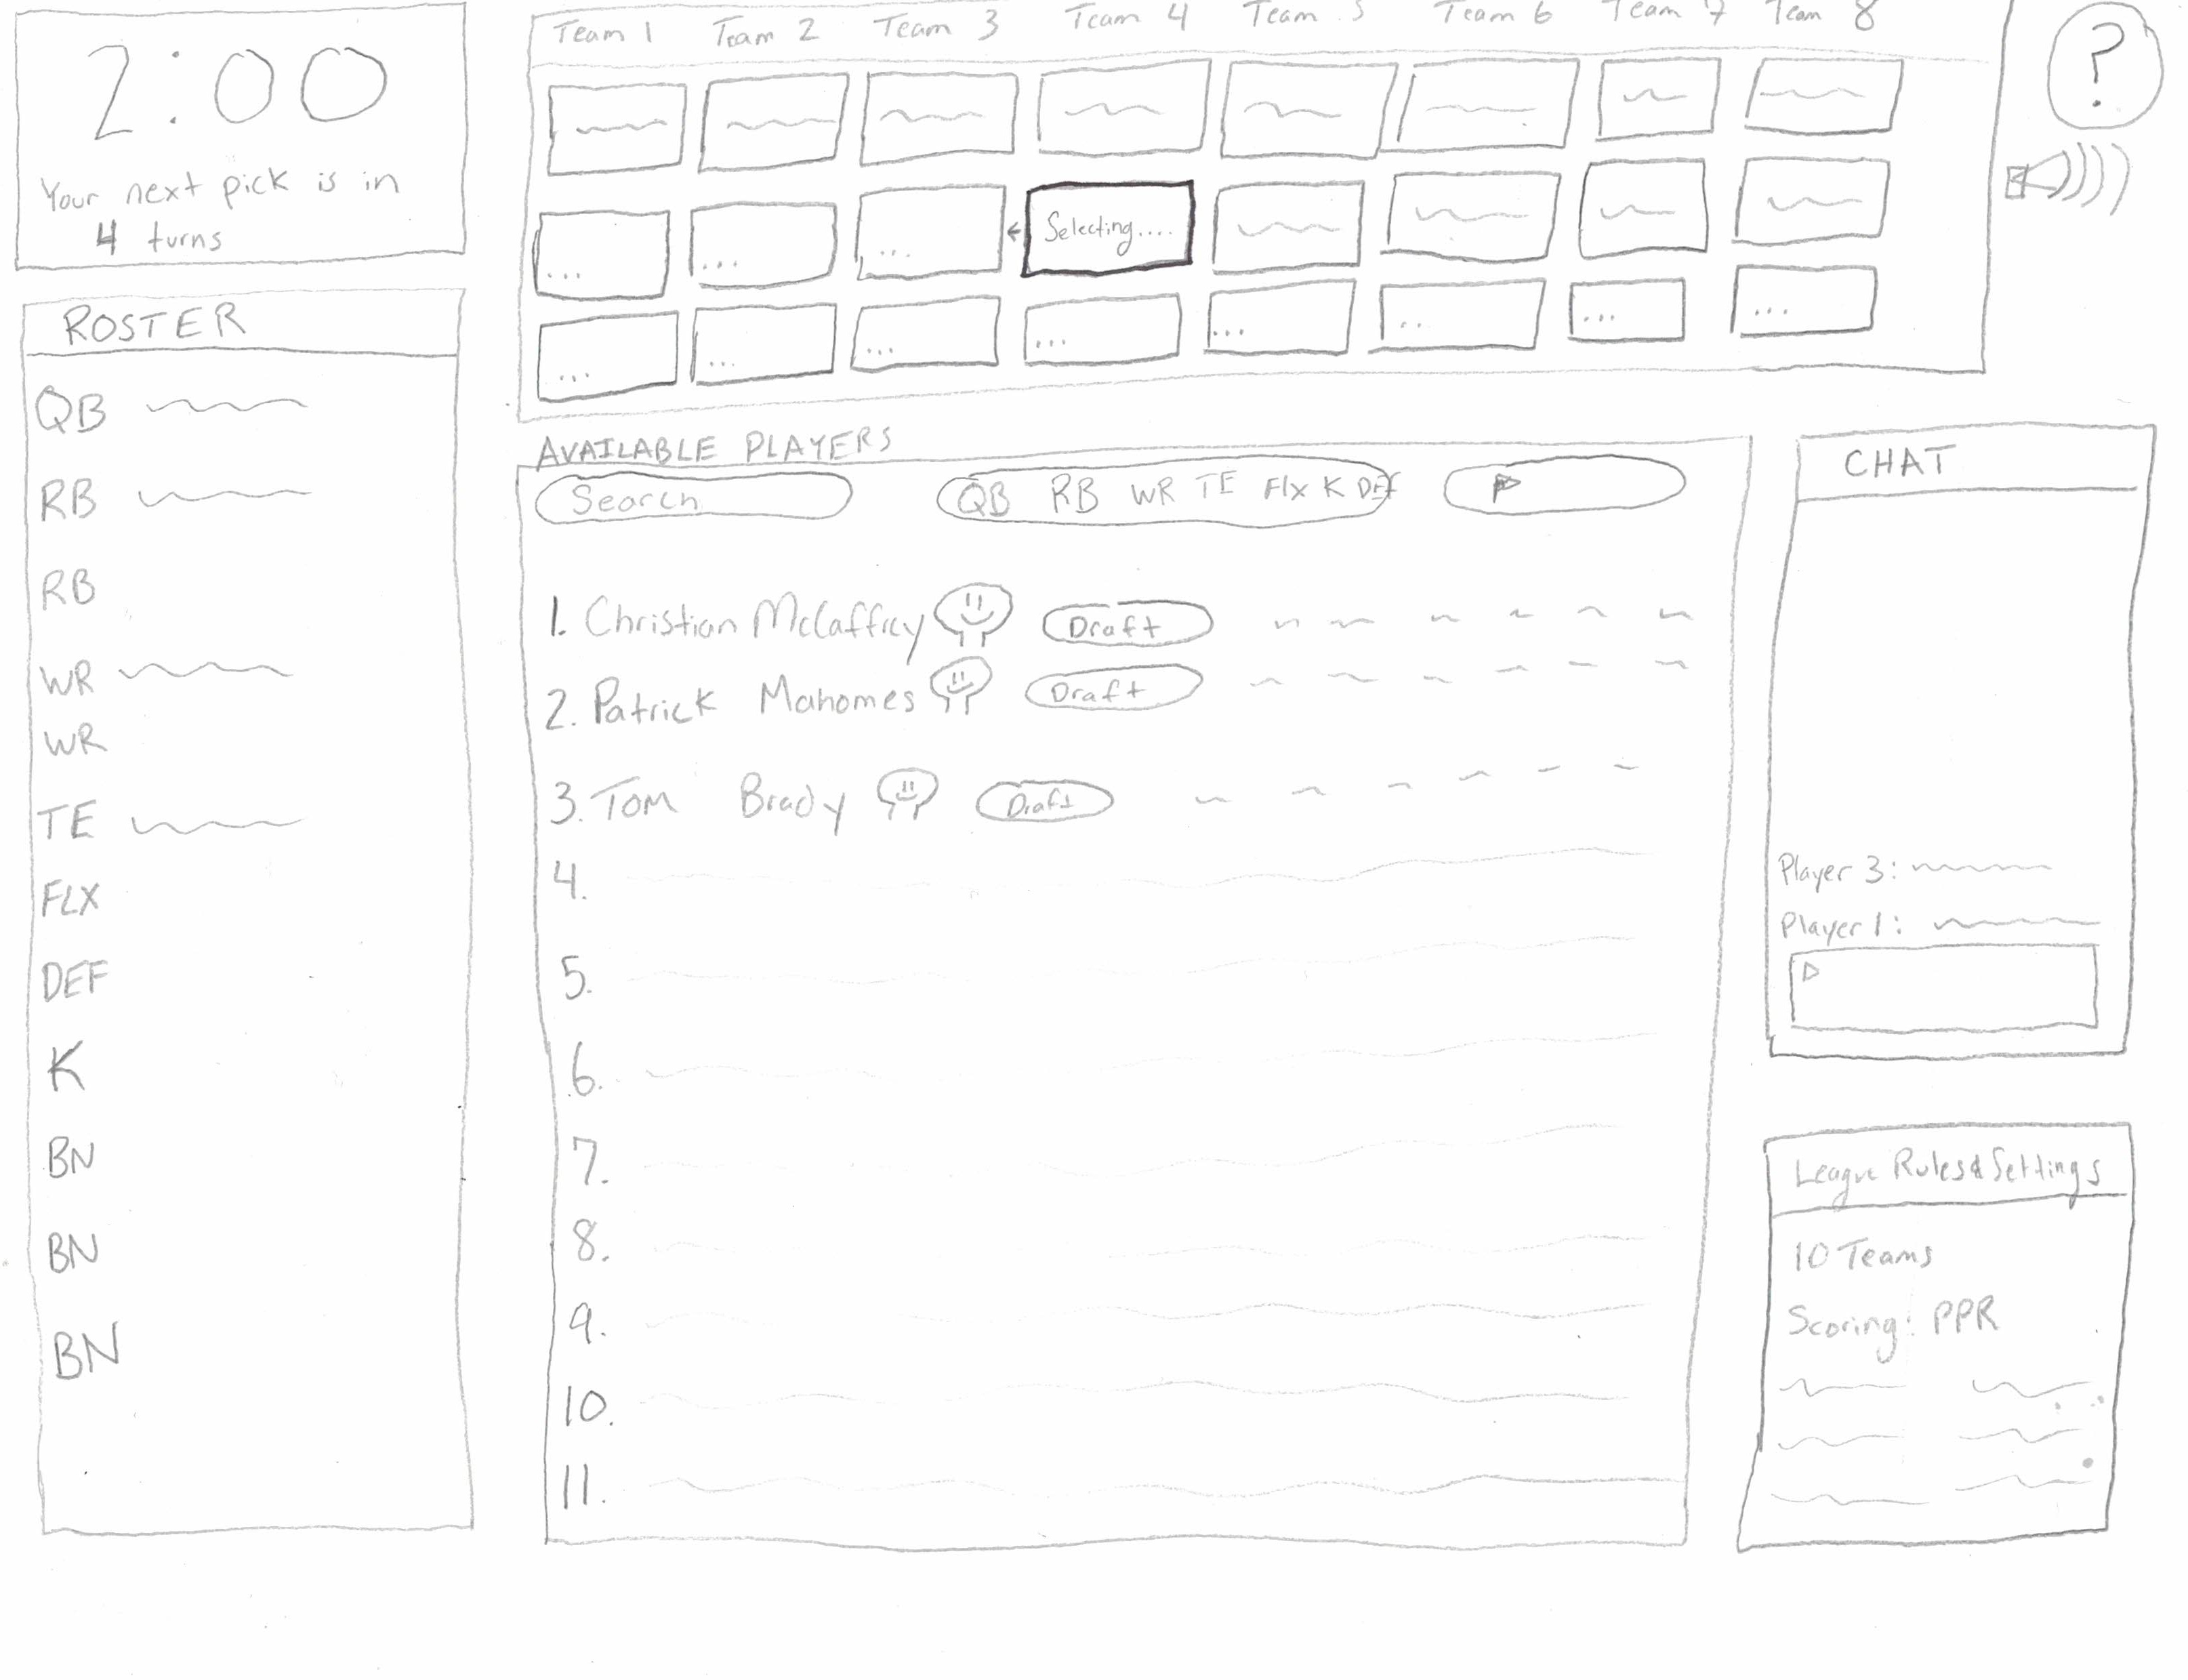 2:00
Your next pick is in
4 turns
Team 1 Team 2 Team 3 Team 4 Team 5 Team 6 Team 7 Team 8
?
...
...
...
← Selecting....
...
...
...
...
...
...
...
...
ROSTER
QB
RB
RB
WR
WR
TE
FLX
DEF
K
BN
BN
BN
AVAILABLE PLAYERS
Search
QB RB WR TE Flx K DEF
1. Christian McCaffrey Draft
2. Patrick Mahomes Draft
3. Tom Brady Draft
4.
5.
6.
7.
8.
9.
10.
11.
CHAT
Player 3:
Player 1:
League Rules & Settings
10 Teams
Scoring: PPR